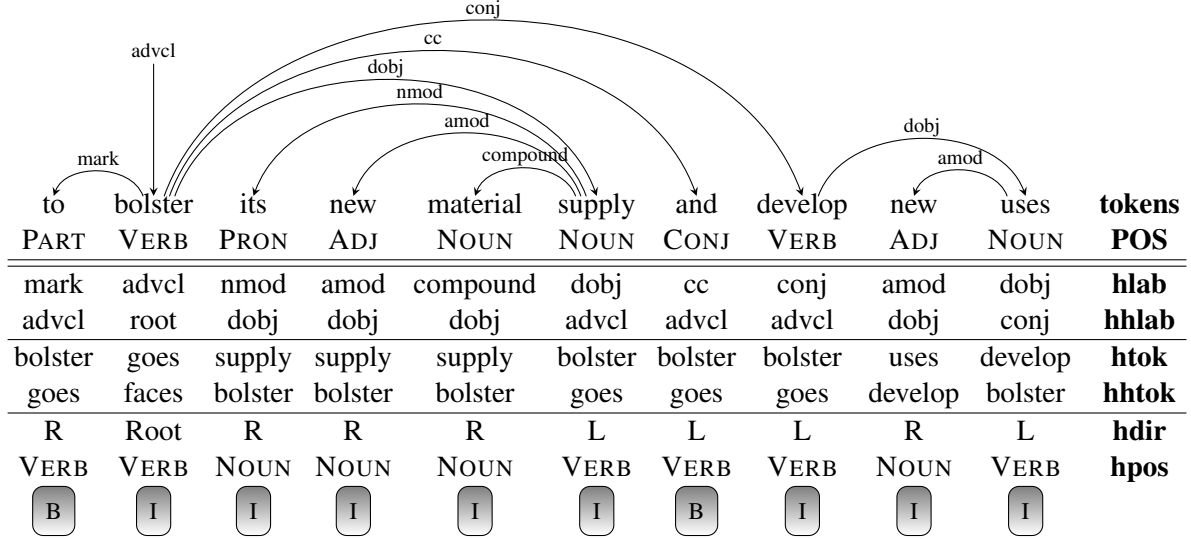 conj
cc
advcl
dobj
nmod
amod
dobj
mark
compound
amod
to bolster its new material supply and develop new uses tokens
PART VERB PRON ADJ NOUN NOUN CONJ VERB ADJ NOUN POS
mark advcl nmod amod compound dobj cc conj amod dobj hlab
advcl root dobj dobj dobj advcl advcl advcl dobj conj hhlab
bolster goes supply supply supply bolster bolster bolster uses develop htok
goes faces bolster bolster bolster goes goes goes develop bolster hhtok
R Root R R R L L L R L hdir
VERB VERB NOUN NOUN NOUN VERB VERB VERB NOUN VERB hpos
B I I I I I B I I I